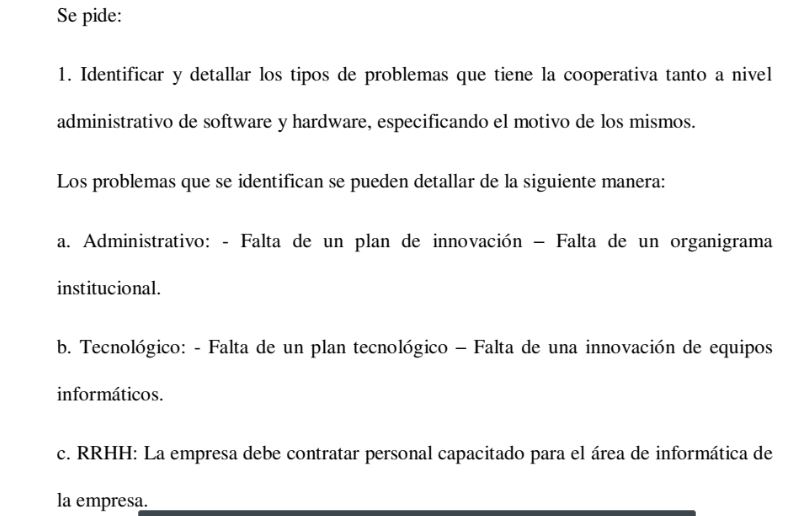 Se pide:
1. Identificar y detallar los tipos de problemas que tiene la cooperativa tanto a nivel
administrativo de software y hardware, especificando el motivo de los mismos.
Los problemas que se identifican se pueden detallar de la siguiente manera:
a. Administrativo: - Falta de un plan de innovación – Falta de un organigrama
institucional.
b. Tecnológico: - Falta de un plan tecnológico – Falta de una innovación de equipos
informáticos.
c. RRHH: La empresa debe contratar personal capacitado para el área de informática de
la empresa.